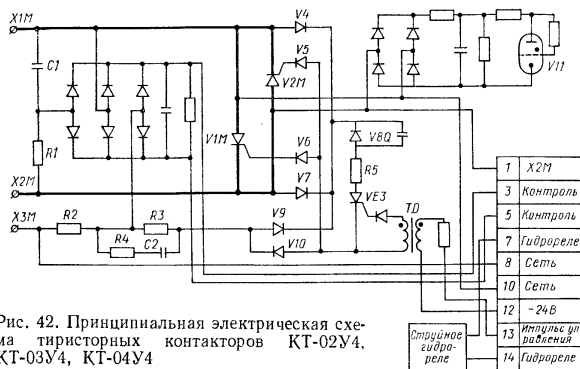 X1M
V4
V5
C1
V2M
V1M
V6
R1
V7
X2M
X3M
R2
R3
R4
C2
V9
V10
V8Q
R5
VE3
TD
V11
1 X2M
3 Контроль
5 Контроль
7 Гидрореле
8 Сеть
10 Сеть
12 -24В
13 Импульс уп равления
14 Гидрореле
Струйное
гидро-
реле
Рис. 42. Принципиальная электрическая схе-
ма тиристорных контакторов КТ-02У4,
КТ-03У4, КТ-04У4